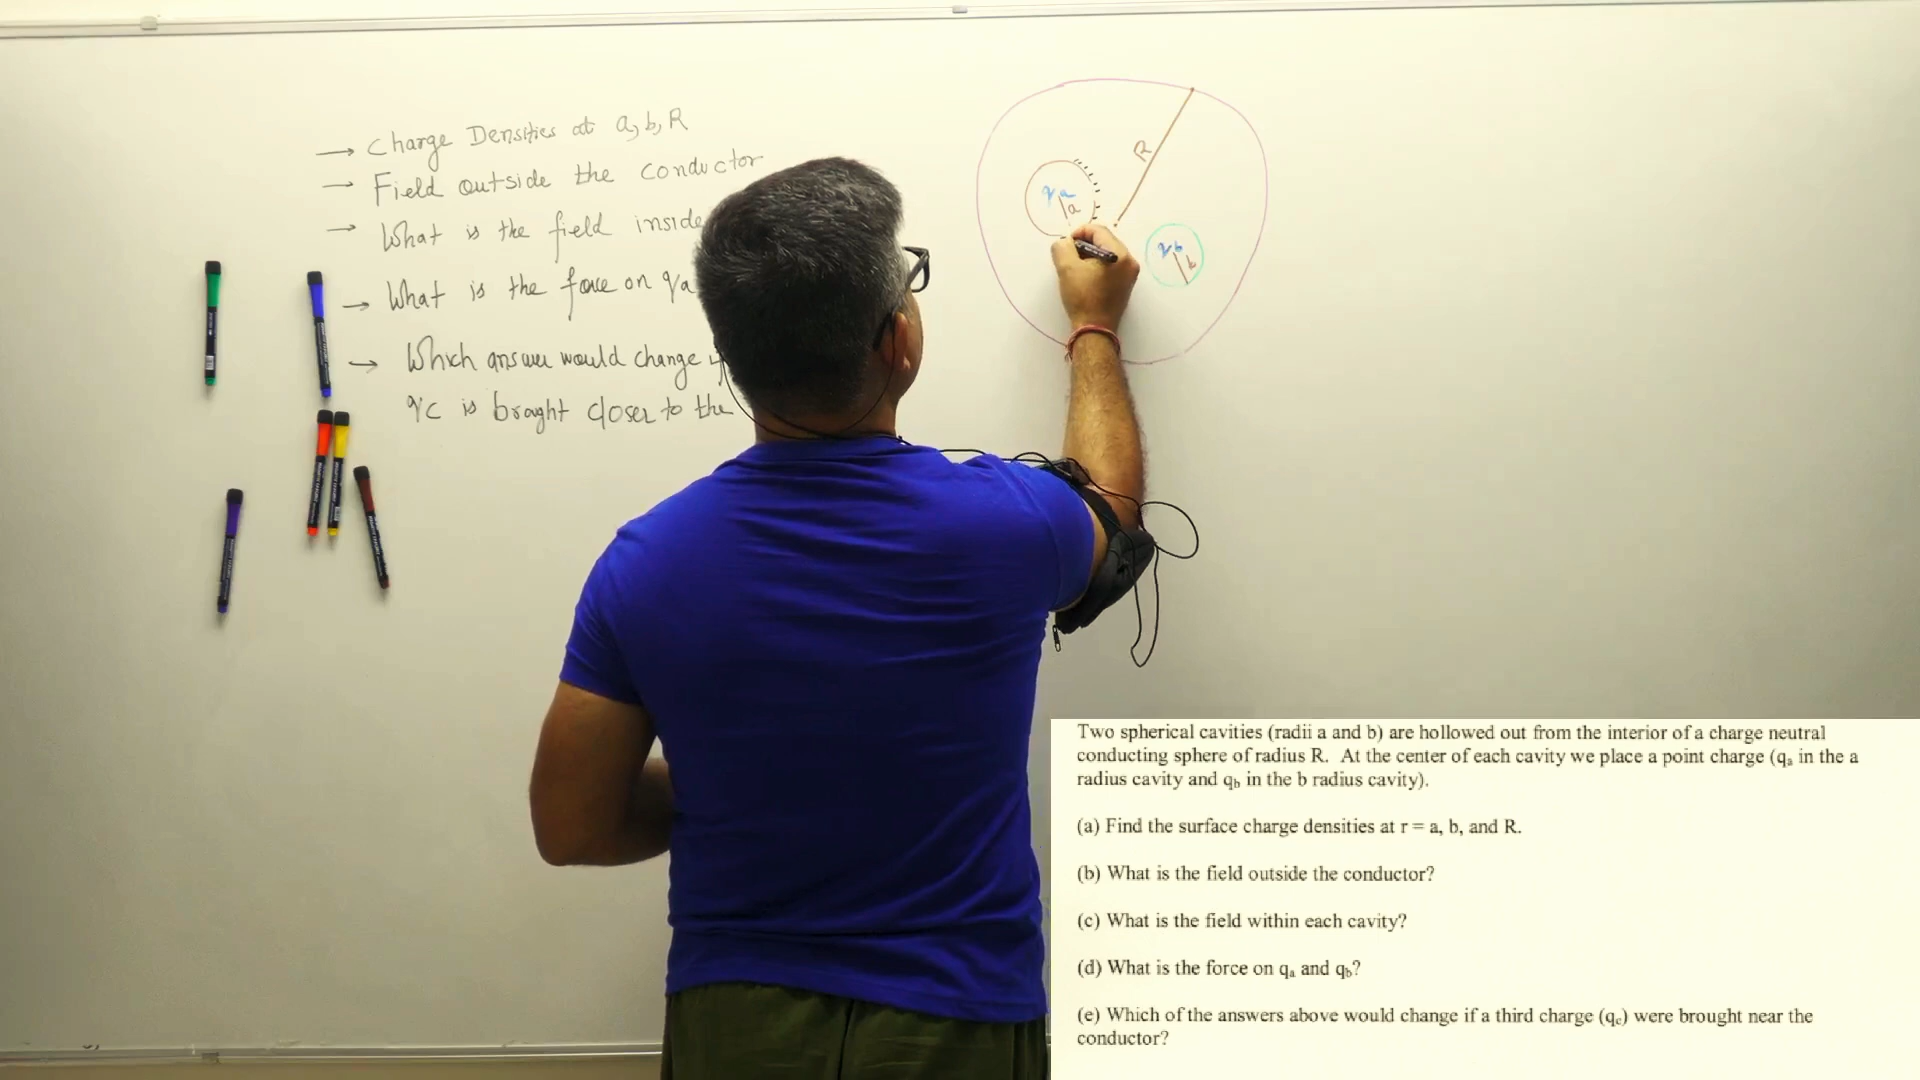 → Charge Densities at a, b, R
→ Field outside the conductor
→ What is the field inside
→ What is the force on qa
→ Which answer would change if
qc is braght closer to the
R
qa
a
qb
b
Two spherical cavities (radii a and b) are hollowed out from the interior of a charge neutral
conducting sphere of radius R. At the center of each cavity we place a point charge (qa in the a
radius cavity and qb in the b radius cavity).
(a) Find the surface charge densities at r = a, b, and R.
(b) What is the field outside the conductor?
(c) What is the field within each cavity?
(d) What is the force on qa and qb?
(e) Which of the answers above would change if a third charge (qc) were brought near the
conductor?